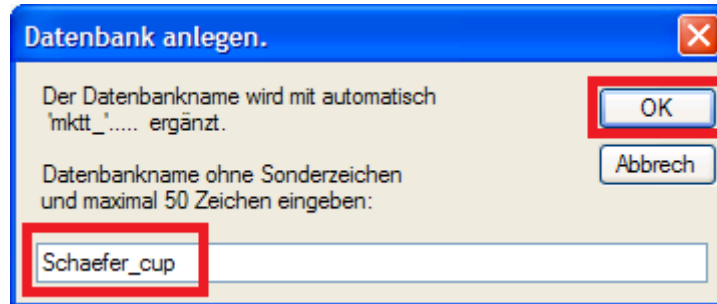 Datenbank anlegen.
Der Datenbankname wird mit automatisch
'mktt_'..... ergänzt.
OK
Abbrech
Datenbankname ohne Sonderzeichen
und maximal 50 Zeichen eingeben:
Schaefer_cup